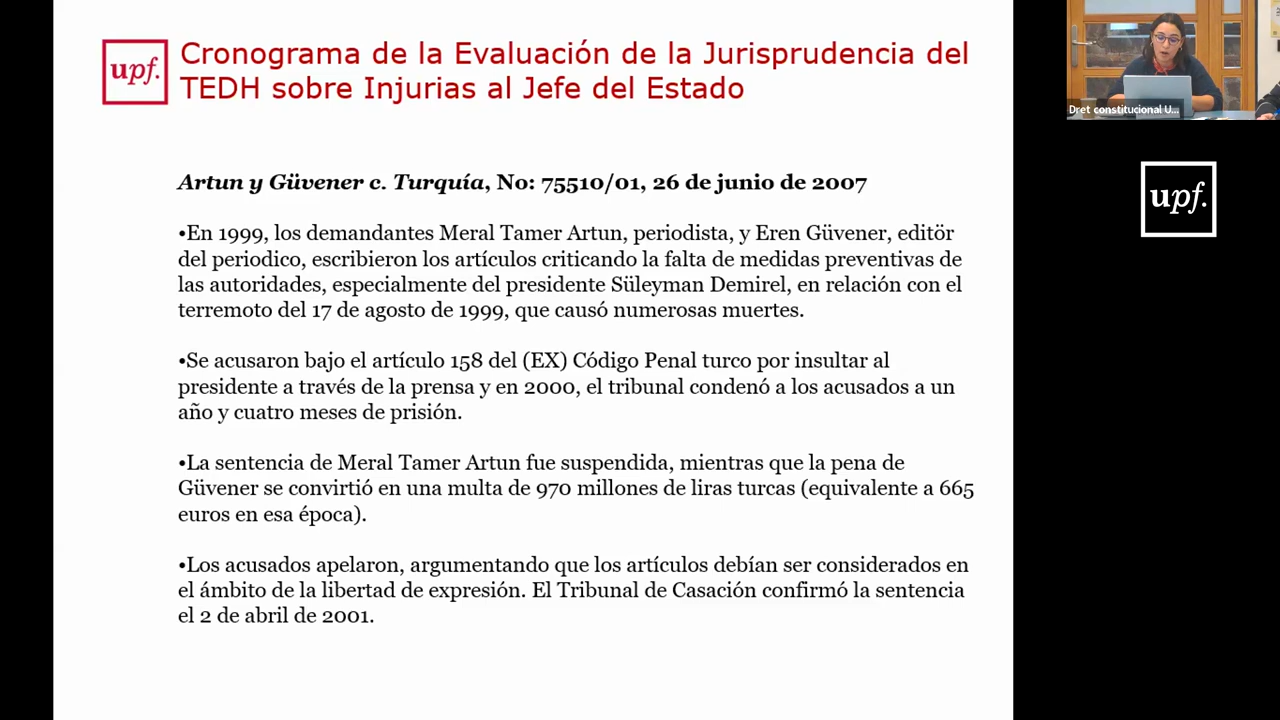 upf.
Cronograma de la Evaluación de la Jurisprudencia del
TEDH sobre Injurias al Jefe del Estado
Artun y Güvener c. Turquía, No: 75510/01, 26 de junio de 2007
•En 1999, los demandantes Meral Tamer Artun, periodista, y Eren Güvener, editör
del periodico, escribieron los artículos criticando la falta de medidas preventivas de
las autoridades, especialmente del presidente Süleyman Demirel, en relación con el
terremoto del 17 de agosto de 1999, que causó numerosas muertes.
•Se acusaron bajo el artículo 158 del (EX) Código Penal turco por insultar al
presidente a través de la prensa y en 2000, el tribunal condenó a los acusados a un
año y cuatro meses de prisión.
•La sentencia de Meral Tamer Artun fue suspendida, mientras que la pena de
Güvener se convirtió en una multa de 970 millones de liras turcas (equivalente a 665
euros en esa época).
•Los acusados apelaron, argumentando que los artículos debían ser considerados en
el ámbito de la libertad de expresión. El Tribunal de Casación confirmó la sentencia
el 2 de abril de 2001.
Dret constitucional U...
upf.